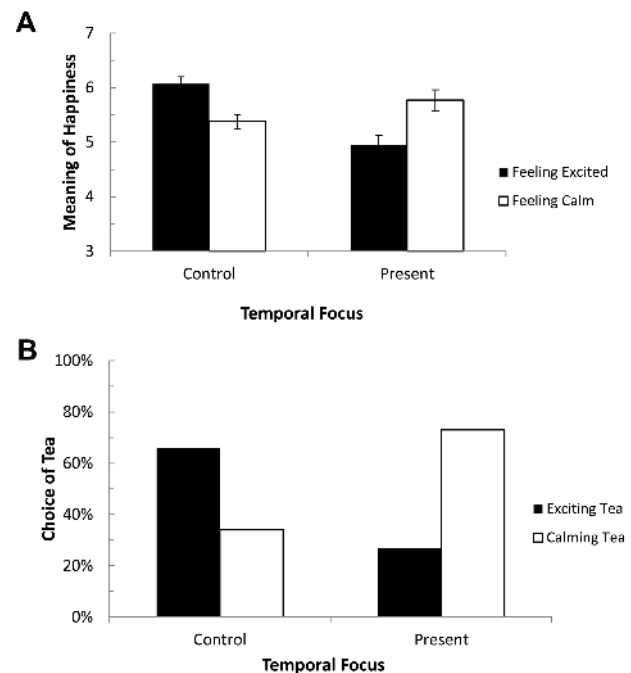 A
Meaning of Happiness
7
6
5
4
3
Control
Present
Temporal Focus
Feeling Excited
Feeling Calm
B
Choice of Tea
100%
80%
60%
40%
20%
0%
Control
Present
Temporal Focus
Exciting Tea
Calming Tea